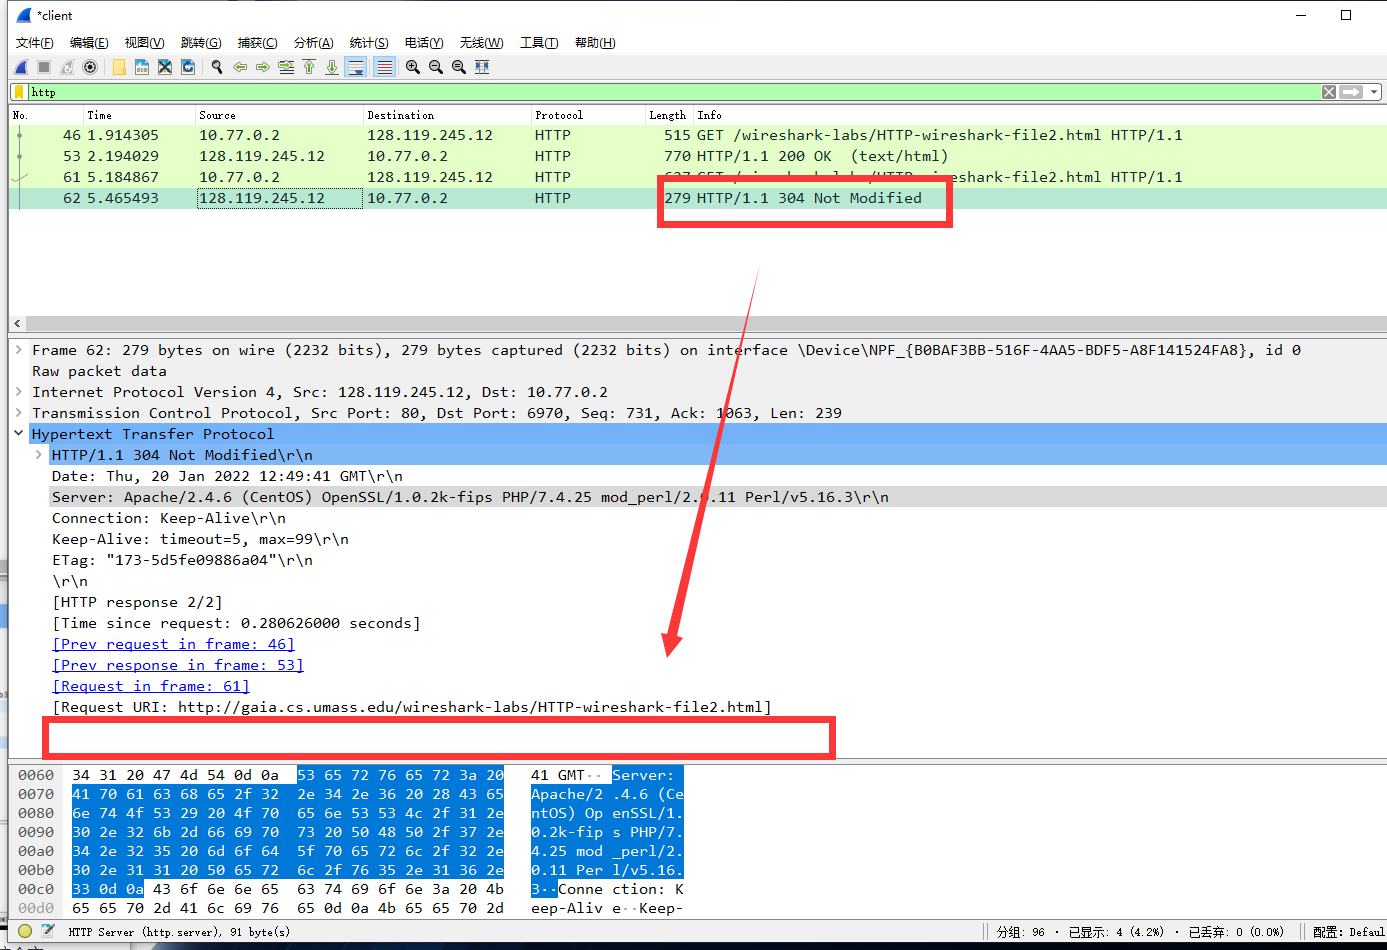 *client
文件(F) 编辑(E) 视图(V) 跳转(G) 捕获(C) 分析(A) 统计(S) 电话(Y) 无线(W) 工具(T) 帮助(H)
http
No. Time Source Destination Protocol Length Info
46 1.914305 10.77.0.2 128.119.245.12 HTTP 515 GET /wireshark-labs/HTTP-wireshark-file2.html HTTP/1.1
53 2.194029 128.119.245.12 10.77.0.2 HTTP 770 HTTP/1.1 200 OK (text/html)
61 5.184867 10.77.0.2 128.119.245.12 HTTP 627 GET /wireshark-labs/HTTP-wireshark-file2.html HTTP/1.1
62 5.465493 128.119.245.12 10.77.0.2 HTTP 279 HTTP/1.1 304 Not Modified
Frame 62: 279 bytes on wire (2232 bits), 279 bytes captured (2232 bits) on interface \Device\NPF_{B0BAF3BB-516F-4AA5-BDF5-A8F141524FA8}, id 0
Raw packet data
Internet Protocol Version 4, Src: 128.119.245.12, Dst: 10.77.0.2
Transmission Control Protocol, Src Port: 80, Dst Port: 6970, Seq: 731, Ack: 1063, Len: 239
Hypertext Transfer Protocol
HTTP/1.1 304 Not Modified\r\n
Date: Thu, 20 Jan 2022 12:49:41 GMT\r\n
Server: Apache/2.4.6 (CentOS) OpenSSL/1.0.2k-fips PHP/7.4.25 mod_perl/2.0.11 Perl/v5.16.3\r\n
Connection: Keep-Alive\r\n
Keep-Alive: timeout=5, max=99\r\n
ETag: "173-5d5fe09886a04"\r\n
\r\n
[HTTP response 2/2]
[Time since request: 0.280626000 seconds]
[Prev request in frame: 46]
[Prev response in frame: 53]
[Request in frame: 61]
[Request URI: http://gaia.cs.umass.edu/wireshark-labs/HTTP-wireshark-file2.html]
0060 34 31 20 47 4d 54 0d 0a 53 65 72 76 65 72 3a 20 41 GMT·· Server: 
0070 41 70 61 63 68 65 2f 32 2e 34 2e 36 20 28 43 65 Apache/2 .4.6 (Ce
0080 6e 74 4f 53 29 20 4f 70 65 6e 53 53 4c 2f 31 2e ntOS) Op enSSL/1.
0090 30 2e 32 6b 2d 66 69 70 73 20 50 48 50 2f 37 2e 0.2k-fip s PHP/7.
00a0 34 2e 32 35 20 6d 6f 64 5f 70 65 72 6c 2f 32 2e 4.25 mod _perl/2.
00b0 30 2e 31 31 20 50 65 72 6c 2f 76 35 2e 31 36 2e 0.11 Per l/v5.16.
00c0 33 0d 0a 43 6f 6e 6e 65 63 74 69 6f 6e 3a 20 4b 3··Conne ction: K
00d0 65 65 70 2d 41 6c 69 76 65 0d 0a 4b 65 65 70 2d eep-Aliv e··Keep-
HTTP Server (http.server), 91 byte(s) 分组: 96 · 已显示: 4 (4.2%) · 已丢弃: 0 (0.0%) 配置: Defaul